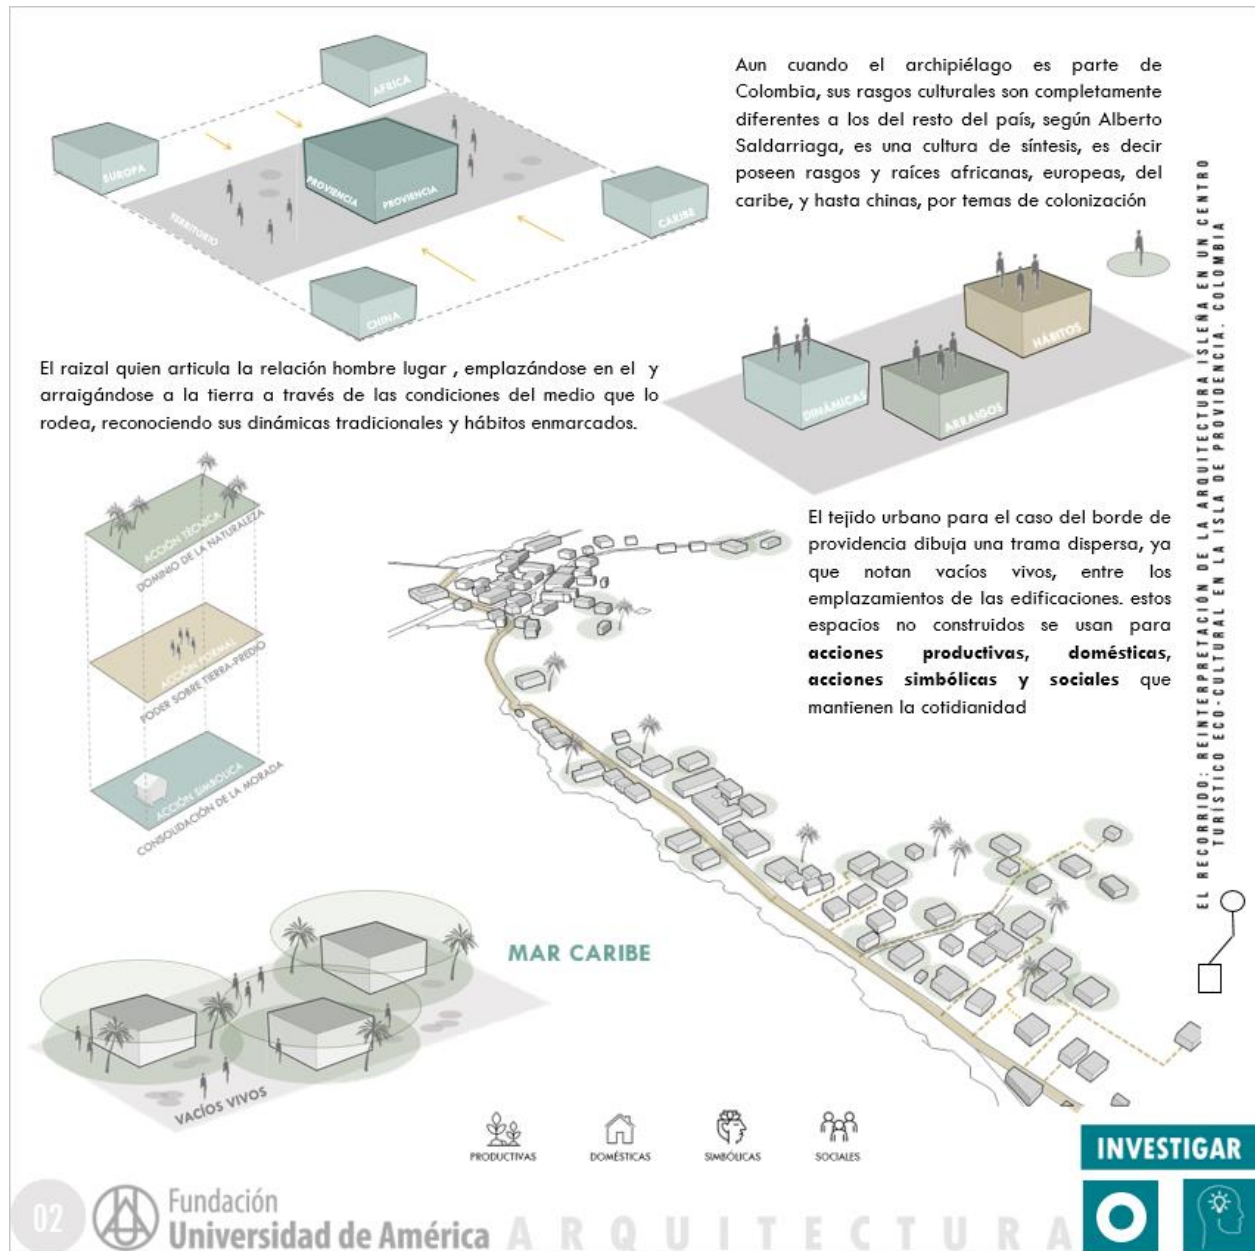 ÁFRICA
EUROPA
PROVIENCIA
PROVIENCIA
CARIBE
TERRITORIO
CHINA
Aun cuando el archipiélago es parte de
Colombia, sus rasgos culturales son completamente
diferentes a los del resto del país, según Alberto
Saldarriaga, es una cultura de síntesis, es decir
poseen rasgos y raíces africanas, europeas, del
caribe, y hasta chinas, por temas de colonización
HÁBITOS
DINÁMICAS
ARRAIGOS
El raizal quien articula la relación hombre lugar , emplazándose en el y
arraigándose a la tierra a través de las condiciones del medio que lo
rodea, reconociendo sus dinámicas tradicionales y hábitos enmarcados.
ACCIÓN TÉCNICA
DOMINIO DE LA NATURALEZA
ACCIÓN FORMAL
PODER SOBRE TIERRA-PREDIO
ACCIÓN SIMBÓLICA
CONSOLIDACIÓN DE LA MORADA
El tejido urbano para el caso del borde de
providencia dibuja una trama dispersa, ya
que notan vacíos vivos, entre los
emplazamientos de las edificaciones. estos
espacios no construidos se usan para
acciones productivas, domésticas,
acciones simbólicas y sociales que
mantienen la cotidianidad
MAR CARIBE
VACÍOS VIVOS
PRODUCTIVAS
DOMÉSTICAS
SIMBÓLICAS
SOCIALES
EL RECORRIDO: REINTERPRETACIÓN DE LA ARQUITECTURA ISLEÑA EN UN CENTRO
TURÍSTICO ECO-CULTURAL EN LA ISLA DE PROVIDENCIA, COLOMBIA
INVESTIGAR
02
Fundación
Universidad de América
ARQUITECTURA